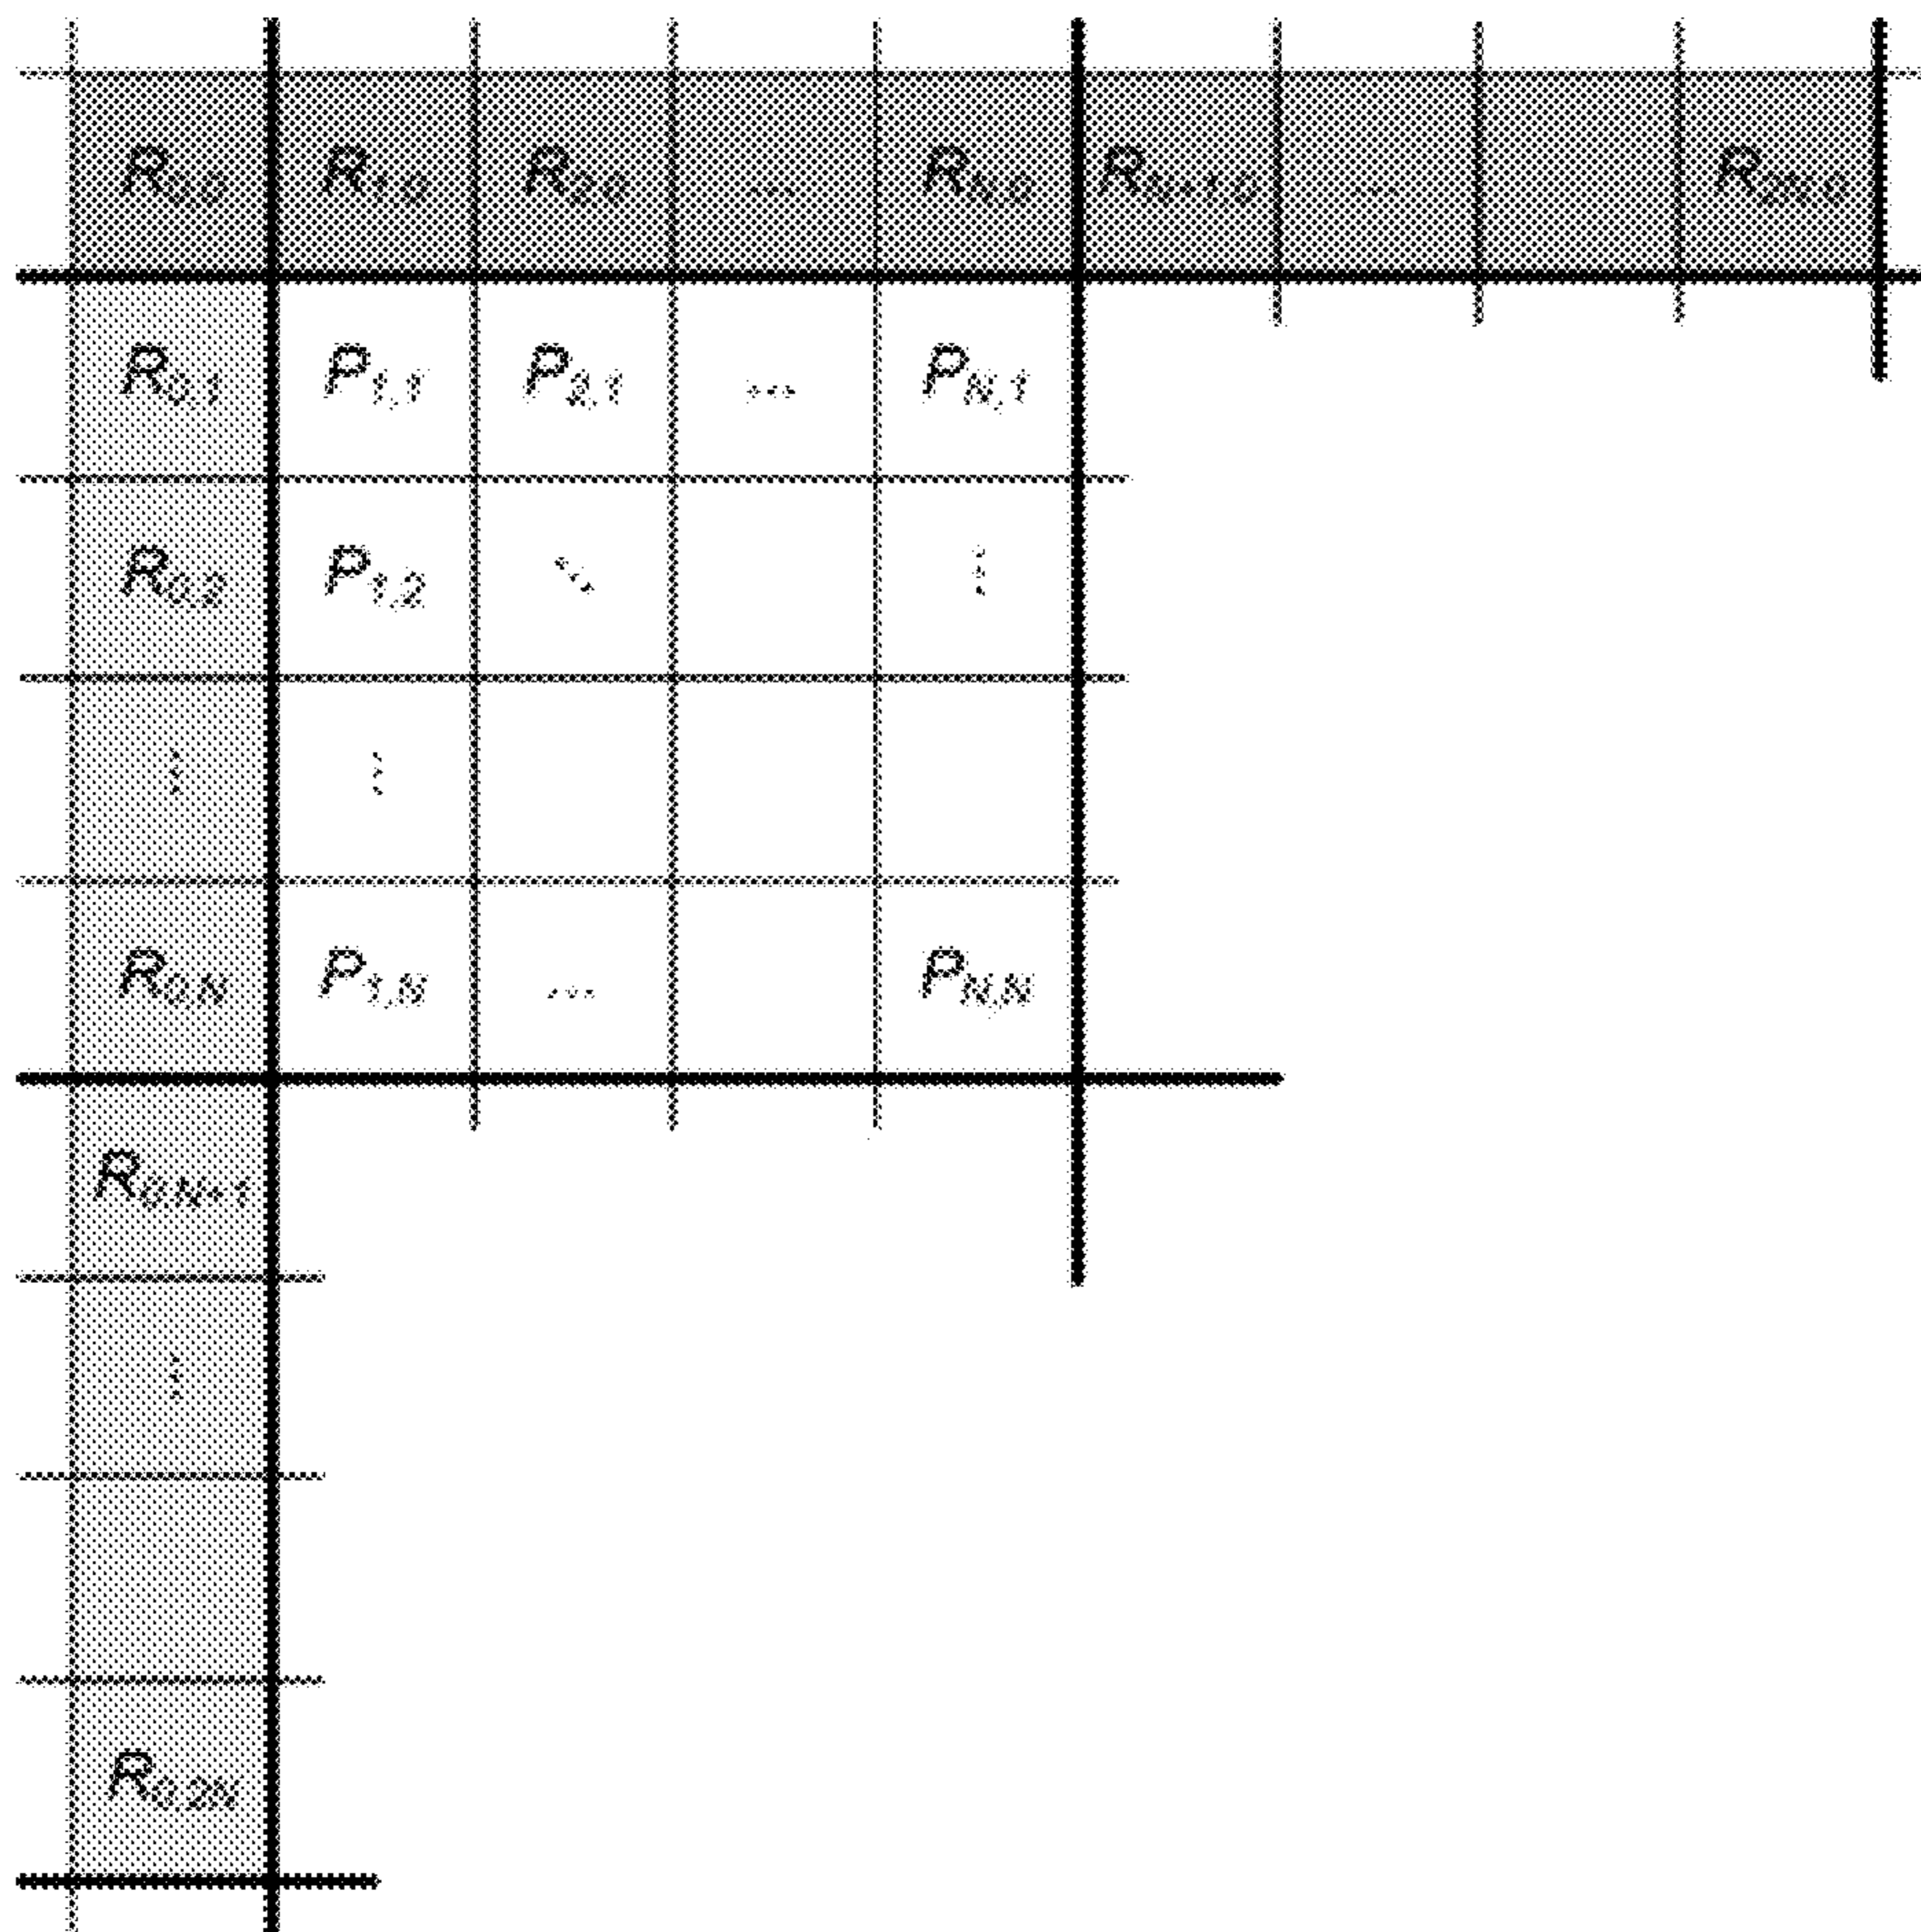 R0,0 R1,0 R2,0 ... RN,0 RN+1,0 ... R2N,0
R0,1 P1,1 P2,1 ... PN,1
R0,2 P1,2 ⋱ ⋮
⋮ ⋮
R0,N P1,N ... PN,N
R0,N+1
⋮
R0,2N